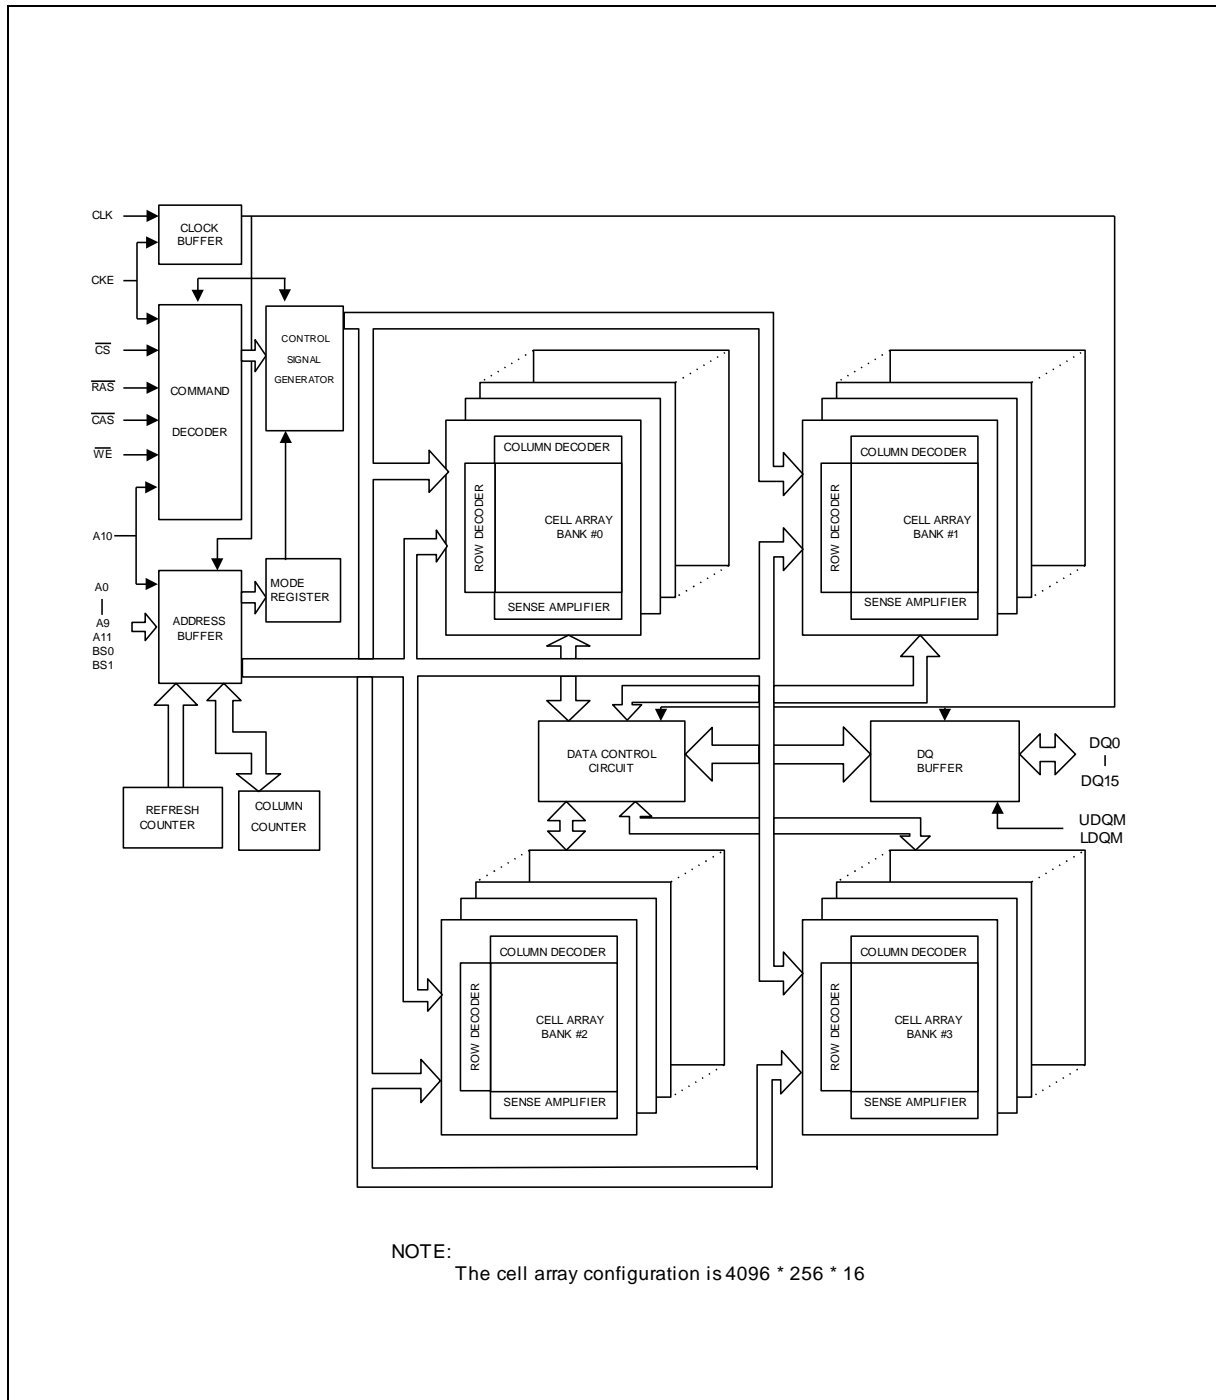 CLK
CLOCK
BUFFER
CKE
CONTROL
SIGNAL
GENERATOR
CS
RAS
COMMAND
CAS
DECODER
WE
A10
A0
A9
A11
BS0
BS1
ADDRESS
BUFFER
MODE
REGISTER
REFRESH
COUNTER
COLUMN
COUNTER
COLUMN DECODER
ROW DECODER
CELL ARRAY
BANK #0
SENSE AMPLIFIER
COLUMN DECODER
ROW DECODER
CELL ARRAY
BANK #1
SENSE AMPLIFIER
DATA CONTROL
CIRCUIT
DQ
BUFFER
DQ0
DQ15
UDQM
LDQM
COLUMN DECODER
ROW DECODER
CELL ARRAY
BANK #2
SENSE AMPLIFIER
COLUMN DECODER
ROW DECODER
CELL ARRAY
BANK #3
SENSE AMPLIFIER
NOTE:
The cell array configuration is 4096 * 256 * 16